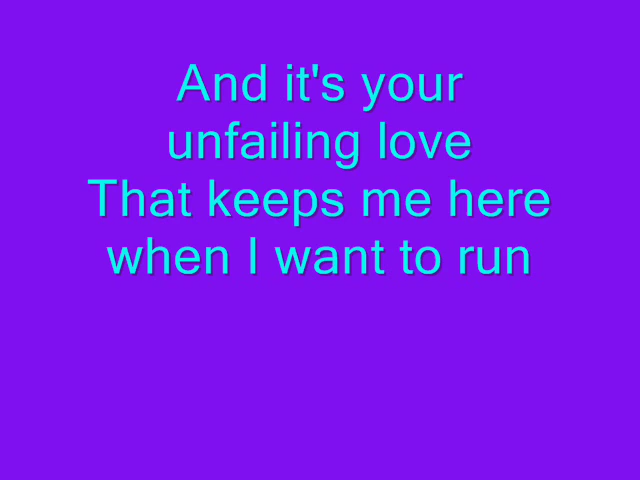 And it's your
unfailing love
That keeps me here
when I want to run